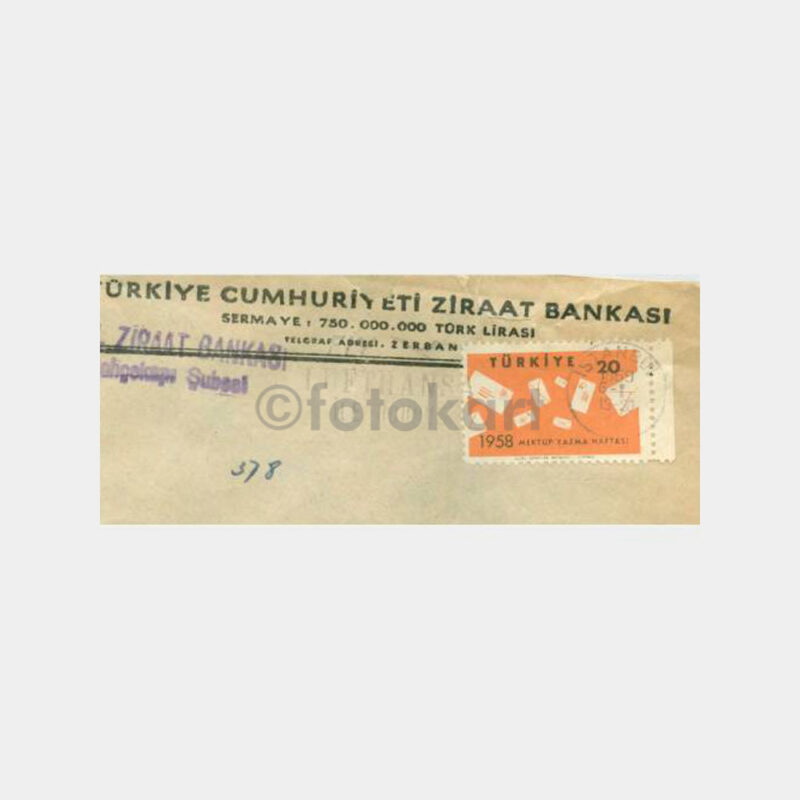 ÜRKİYE CUMHURİYETİ ZİRAAT BANKASI
SERMAYE : 750.000.000 TÜRK LİRASI
TELGRAF ADRESİ . ZERBAN
ZİRAAT BANKASI
Şubesi
TÜRKİYE 20
1958 MEKTUP YAZMA HAFTASI
©fotokart
378